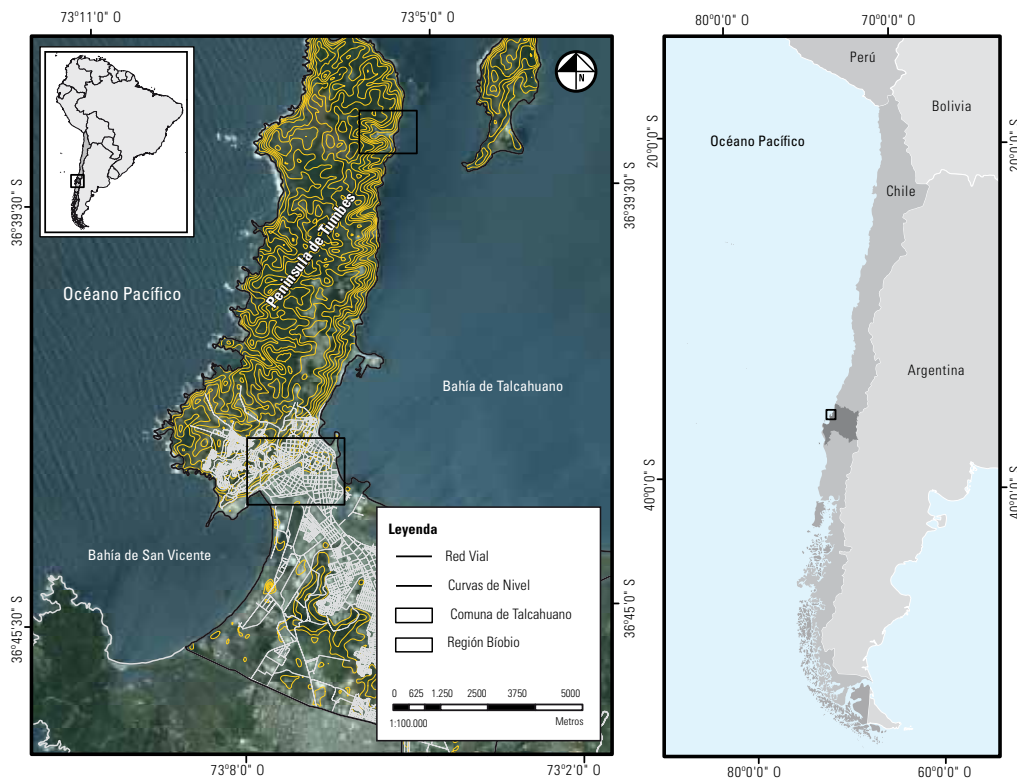 73°11'0" O
73°5'0" O
80°0'0" O
70°0'0" O
N
Perú
Bolivia
Océano Pacífico
20°0'0" S
20°0'0" S
Chile
36°39'30" S
36°39'30" S
Península de Tumbes
Océano Pacífico
Bahía de Talcahuano
Argentina
40°0'0" S
40°0'0" S
Leyenda
Red Vial
Curvas de Nivel
Comuna de Talcahuano
Región Bíobio
Bahía de San Vicente
36°45'0" S
36°45'30" S
0 625 1.250 2500 3750 5000
1:100.000 Metros
73°8'0" O
73°2'0" O
80°0'0" O
60°0'0" O